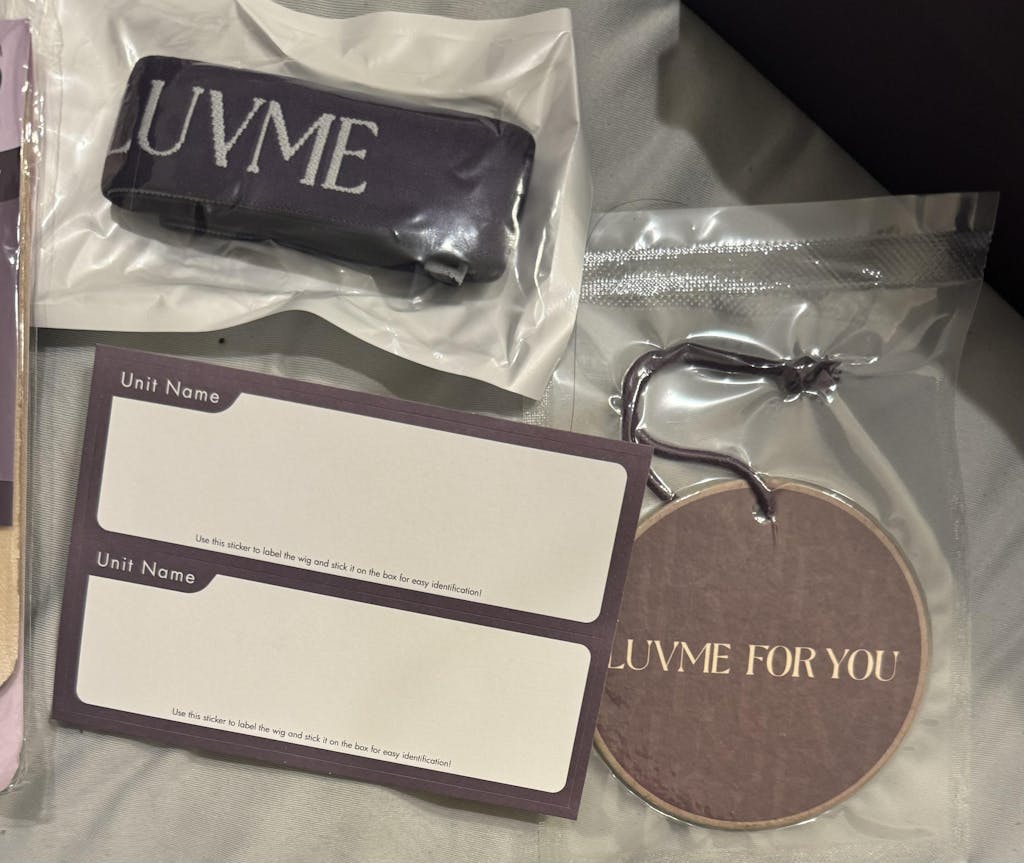 LUVME
Unit Name
Use this sticker to label the wig and stick it on the box for easy identification!
Unit Name
Use this sticker to label the wig and stick it on the box for easy identification!
LUVME FOR YOU